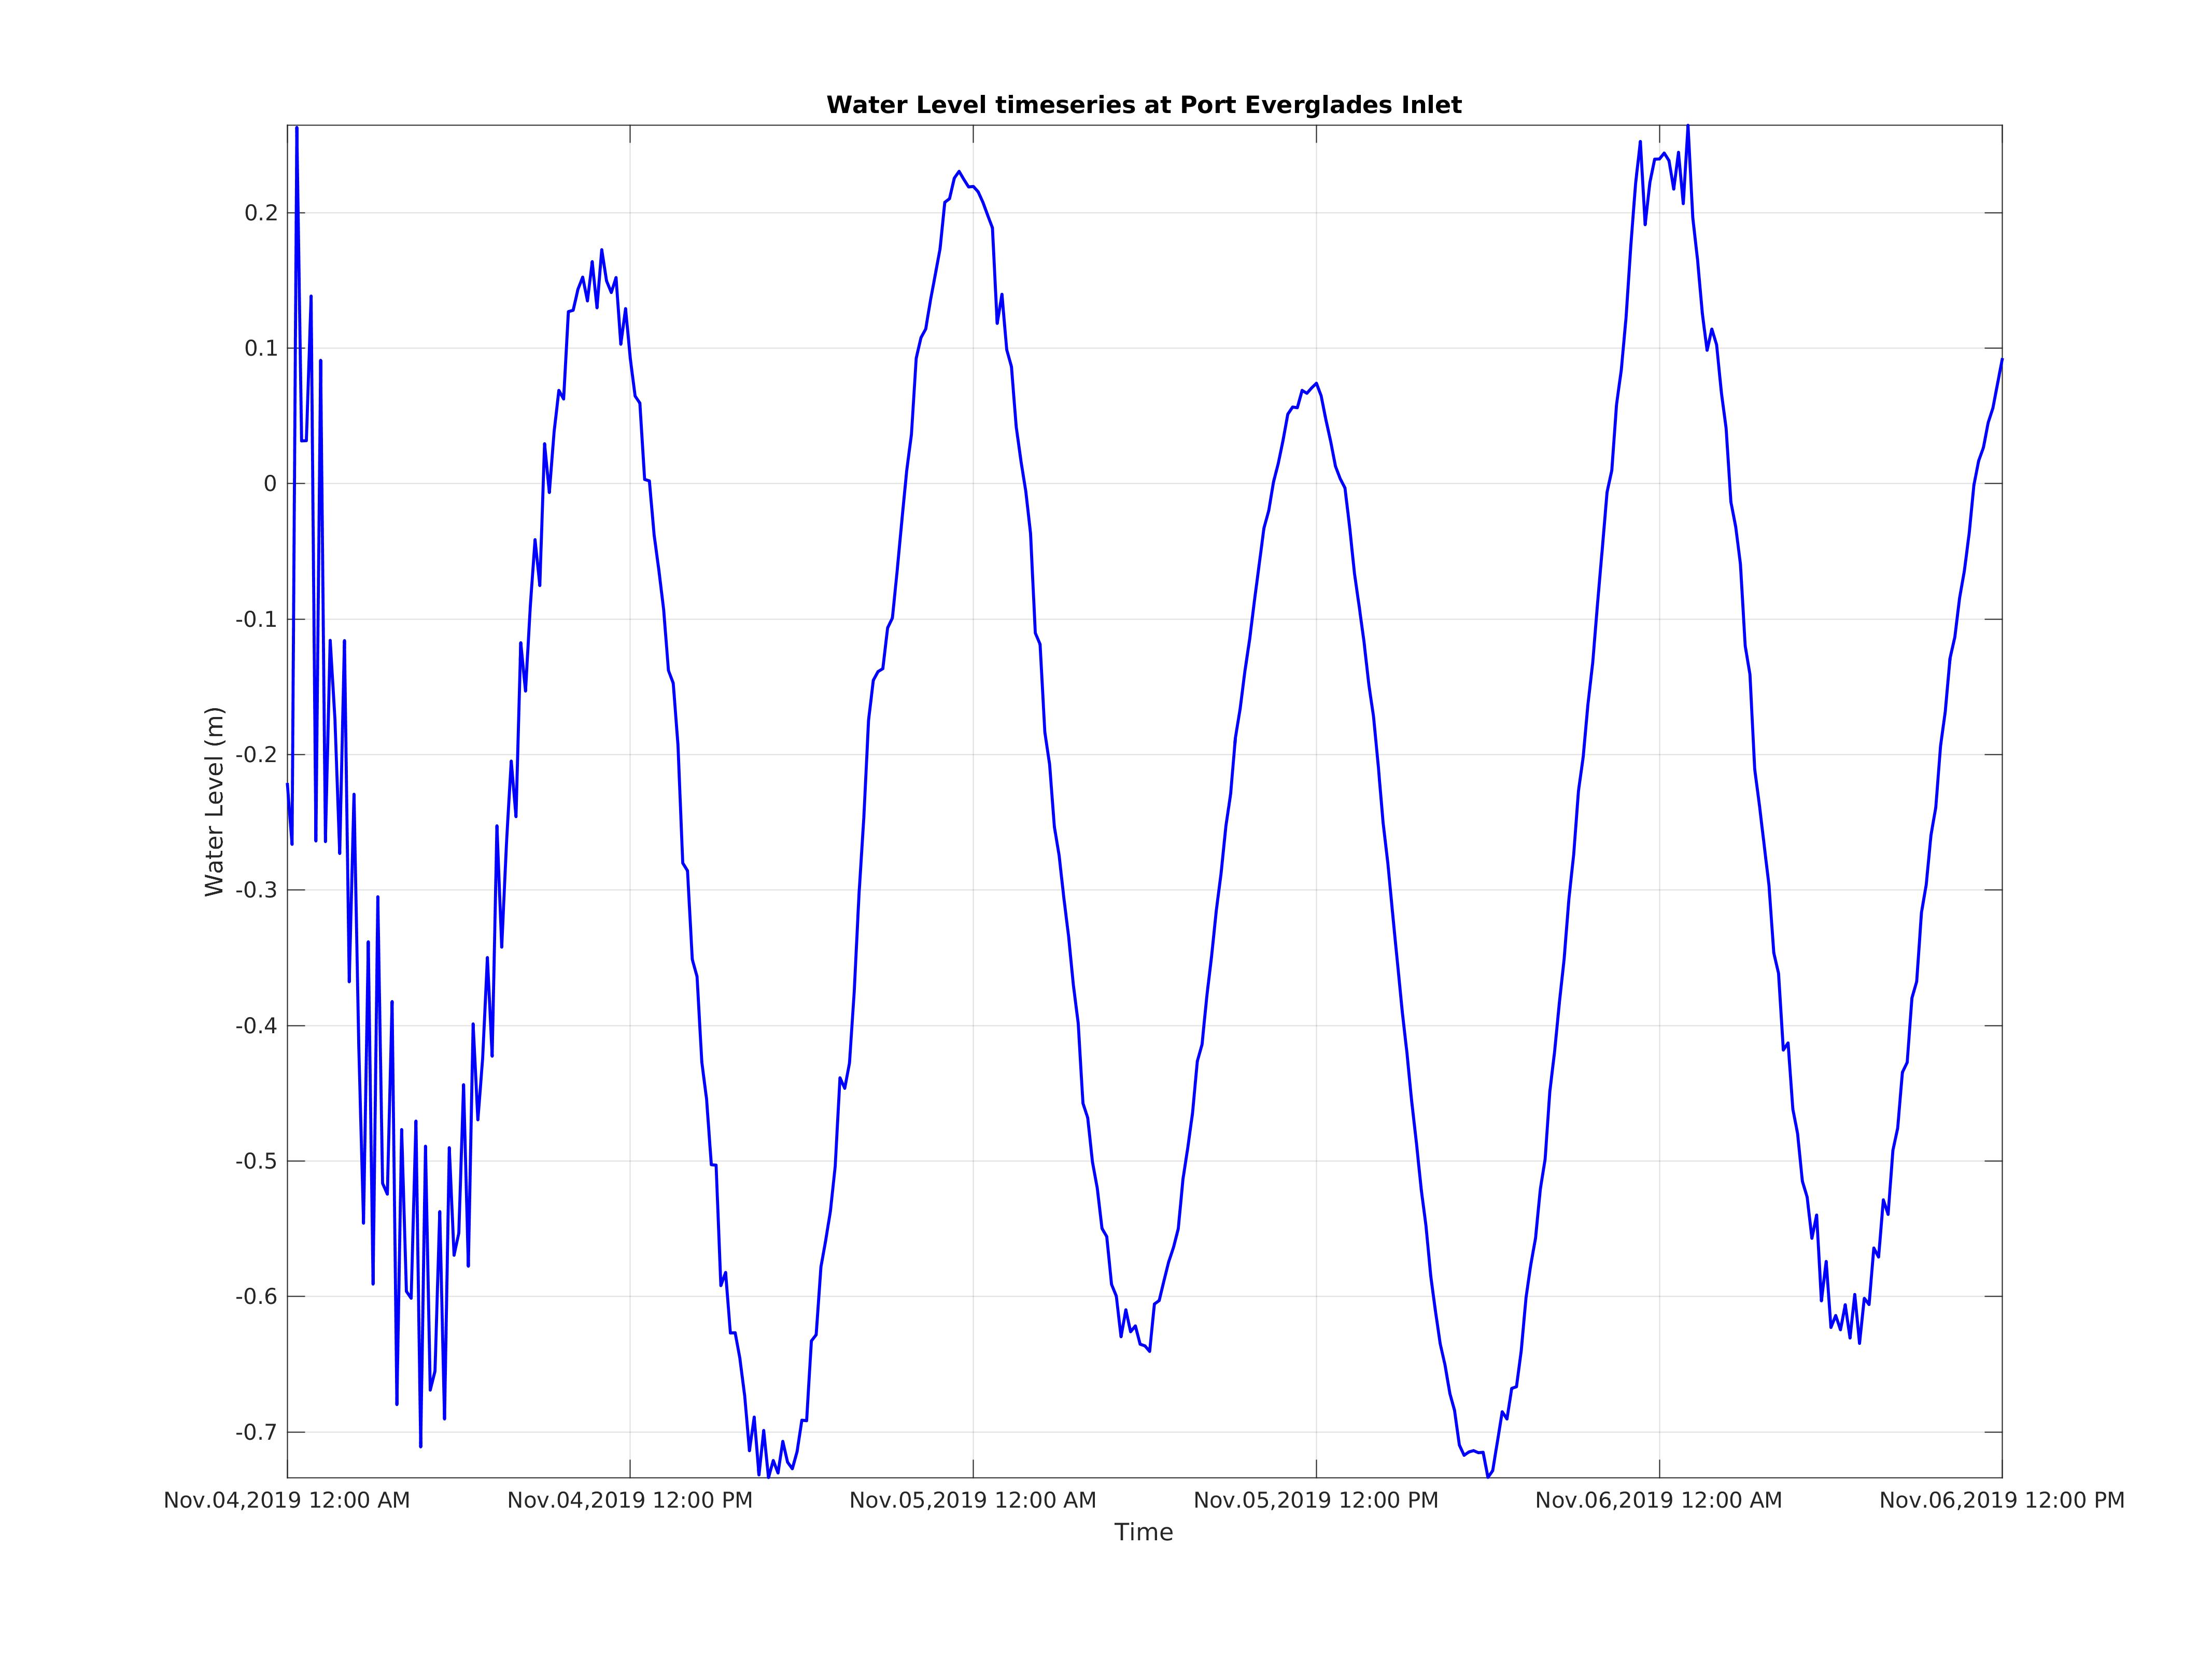 Water Level timeseries at Port Everglades Inlet
0.2
0.1
0
-0.1
-0.2
-0.3
-0.4
-0.5
-0.6
-0.7
Water Level (m)
Nov.04,2019 12:00 AM
Nov.04,2019 12:00 PM
Nov.05,2019 12:00 AM
Nov.05,2019 12:00 PM
Nov.06,2019 12:00 AM
Nov.06,2019 12:00 PM
Time